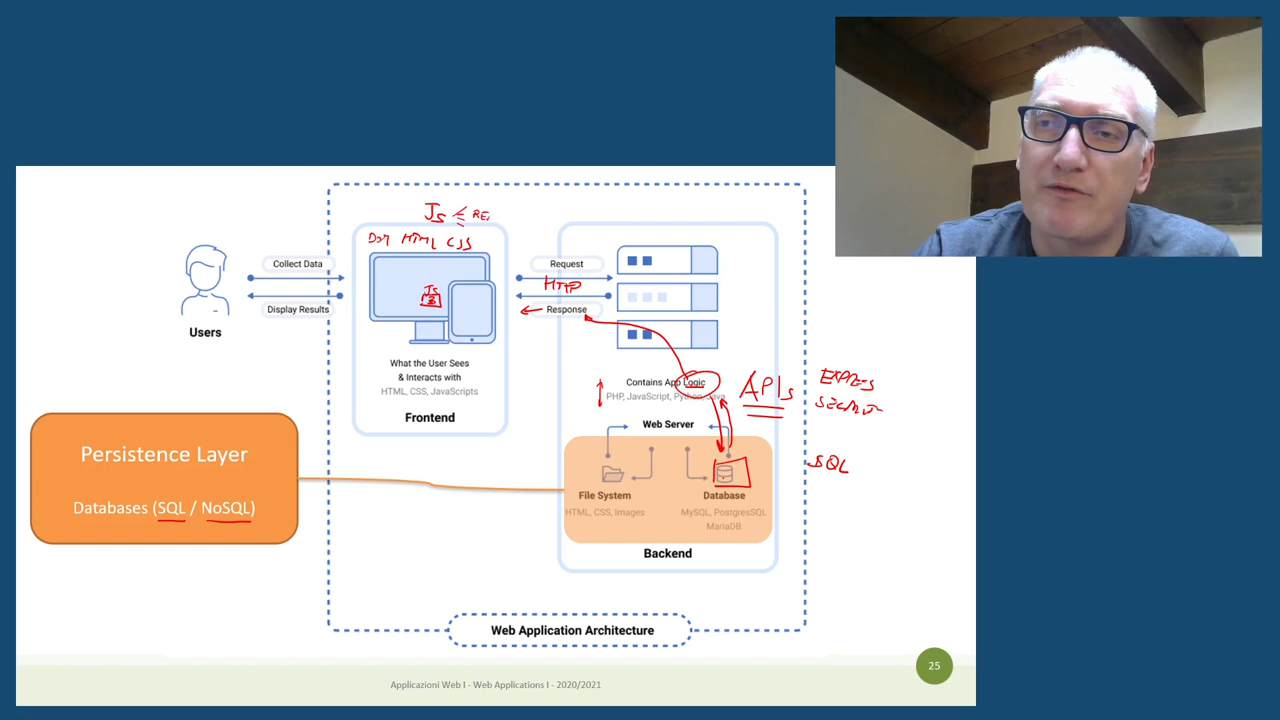 Js
DOM HTML CSS
Collect Data
Request
HTTP
Js
Display Results
Response
Users
What the User Sees
& Interacts with
HTML, CSS, JavaScripts
Frontend
Contains App Logic
PHP, JavaScript, Python, Java
APIs
EXPRES
Web Server
Persistence Layer
Databases (SQL / NoSQL)
SQL
File System
HTML, CSS, Images
Database
MySQL, PostgresSQL
MariaDB
Backend
Web Application Architecture
25
Applicazioni Web I - Web Applications I - 2020/2021